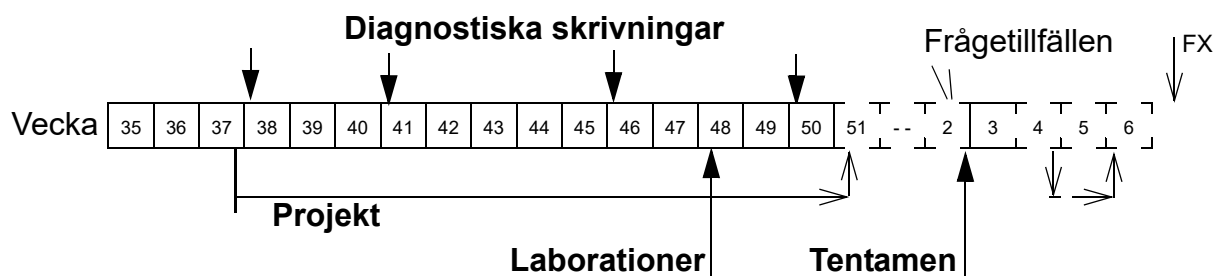 Diagnostiska skrivningar
Frågetillfällen
FX
Vecka 35 36 37 38 39 40 41 42 43 44 45 46 47 48 49 50 51 -- 2 3 4 5 6
Projekt
Laborationer Tentamen